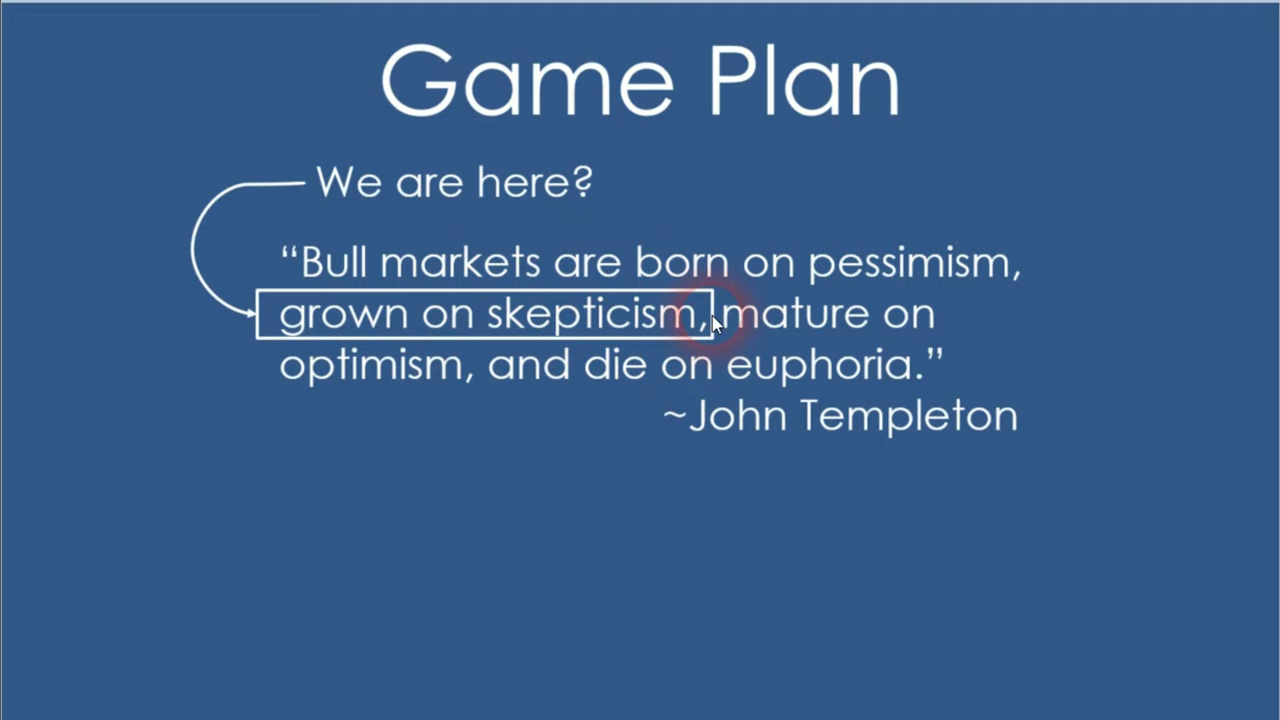 Game Plan
We are here?
“Bull markets are born on pessimism,
grown on skepticism, mature on
optimism, and die on euphoria.”
~John Templeton